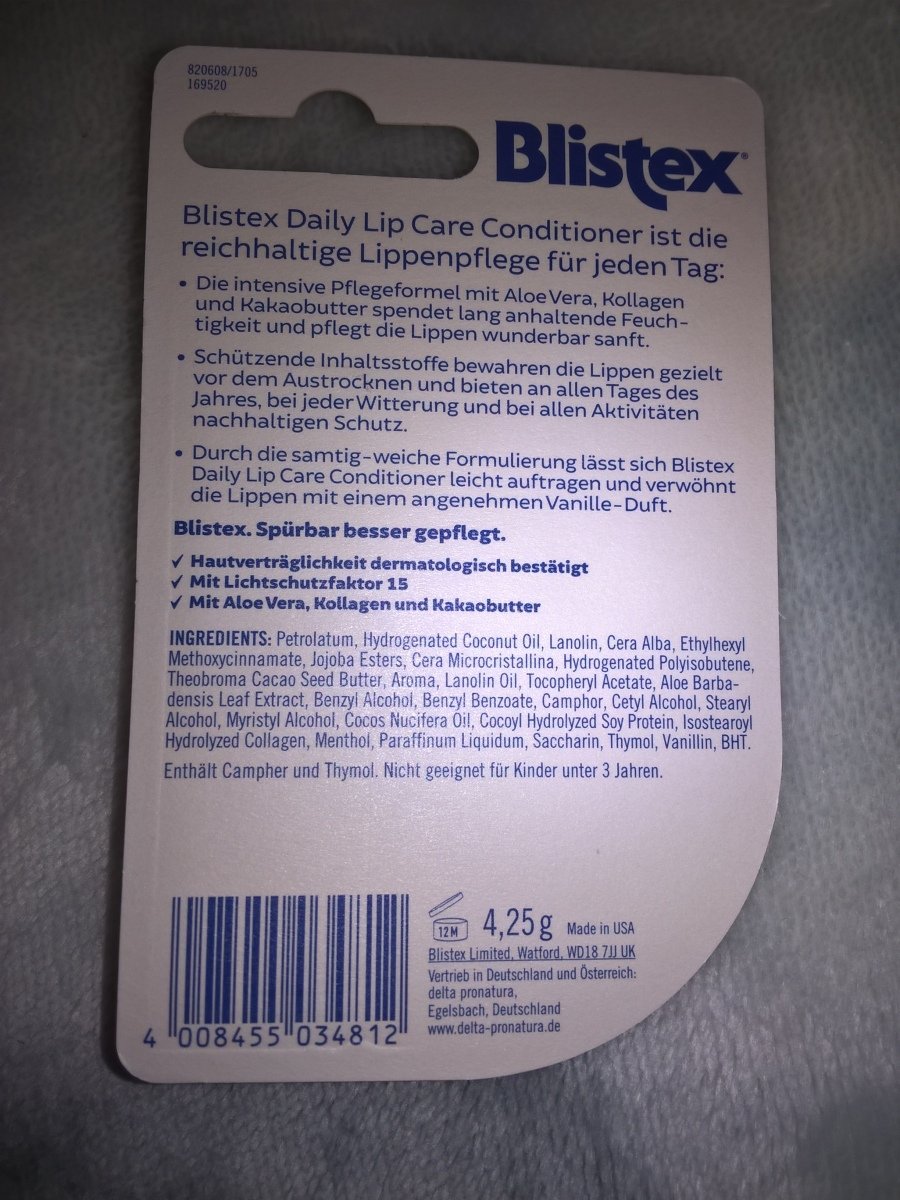 820608/1705
169520
Blistex®
Blistex Daily Lip Care Conditioner ist die
reichhaltige Lippenpflege für jeden Tag:
• Die intensive Pflegeformel mit Aloe Vera, Kollagen
und Kakaobutter spendet lang anhaltende Feuch-
tigkeit und pflegt die Lippen wunderbar sanft.
• Schützende Inhaltsstoffe bewahren die Lippen gezielt
vor dem Austrocknen und bieten an allen Tages des
Jahres, bei jeder Witterung und bei allen Aktivitäten
nachhaltigen Schutz.
• Durch die samtig-weiche Formulierung lässt sich Blistex
Daily Lip Care Conditioner leicht auftragen und verwöhnt
die Lippen mit einem angenehmen Vanille-Duft.
Blistex. Spürbar besser gepflegt.
✓ Hautverträglichkeit dermatologisch bestätigt
✓ Mit Lichtschutzfaktor 15
✓ Mit Aloe Vera, Kollagen und Kakaobutter
INGREDIENTS: Petrolatum, Hydrogenated Coconut Oil, Lanolin, Cera Alba, Ethylhexyl
Methoxycinnamate, Jojoba Esters, Cera Microcristallina, Hydrogenated Polyisobutene,
Theobroma Cacao Seed Butter, Aroma, Lanolin Oil, Tocopheryl Acetate, Aloe Barba-
densis Leaf Extract, Benzyl Alcohol, Benzyl Benzoate, Camphor, Cetyl Alcohol, Stearyl
Alcohol, Myristyl Alcohol, Cocos Nucifera Oil, Cocoyl Hydrolyzed Soy Protein, Isostearoyl
Hydrolyzed Collagen, Menthol, Paraffinum Liquidum, Saccharin, Thymol, Vanillin, BHT.
Enthält Campher und Thymol. Nicht geeignet für Kinder unter 3 Jahren.
12M 4,25g Made in USA
Blistex Limited, Watford, WD18 7JJ UK
Vertrieb in Deutschland und Österreich:
delta pronatura,
Egelsbach, Deutschland
www.delta-pronatura.de
4 008455 034812